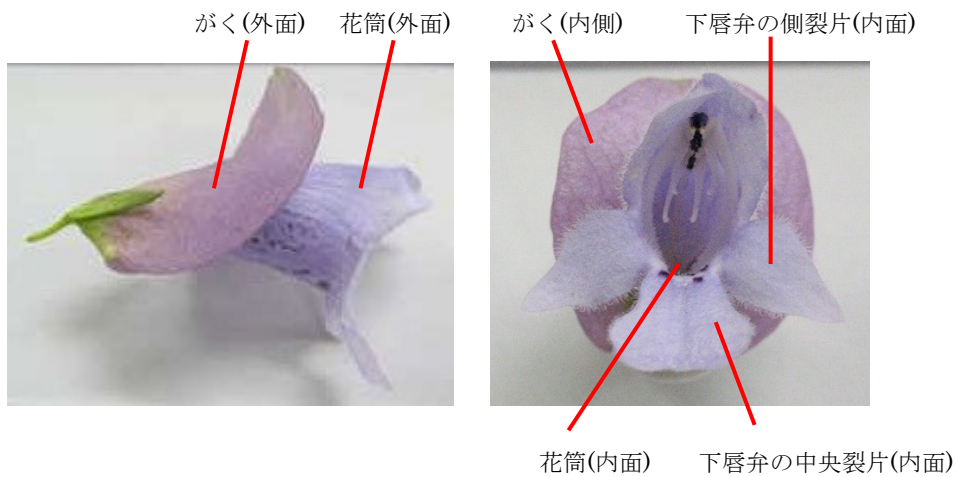 がく(外面)
花筒(外面)
がく(内側)
下唇弁の側裂片(内面)
花筒(内面)
下唇弁の中央裂片(内面)